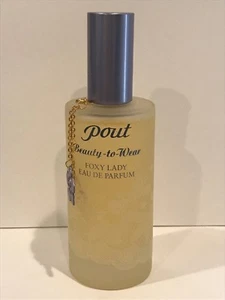 Pout
Beauty-to-Wear
FOXY LADY
EAU DE PARFUM